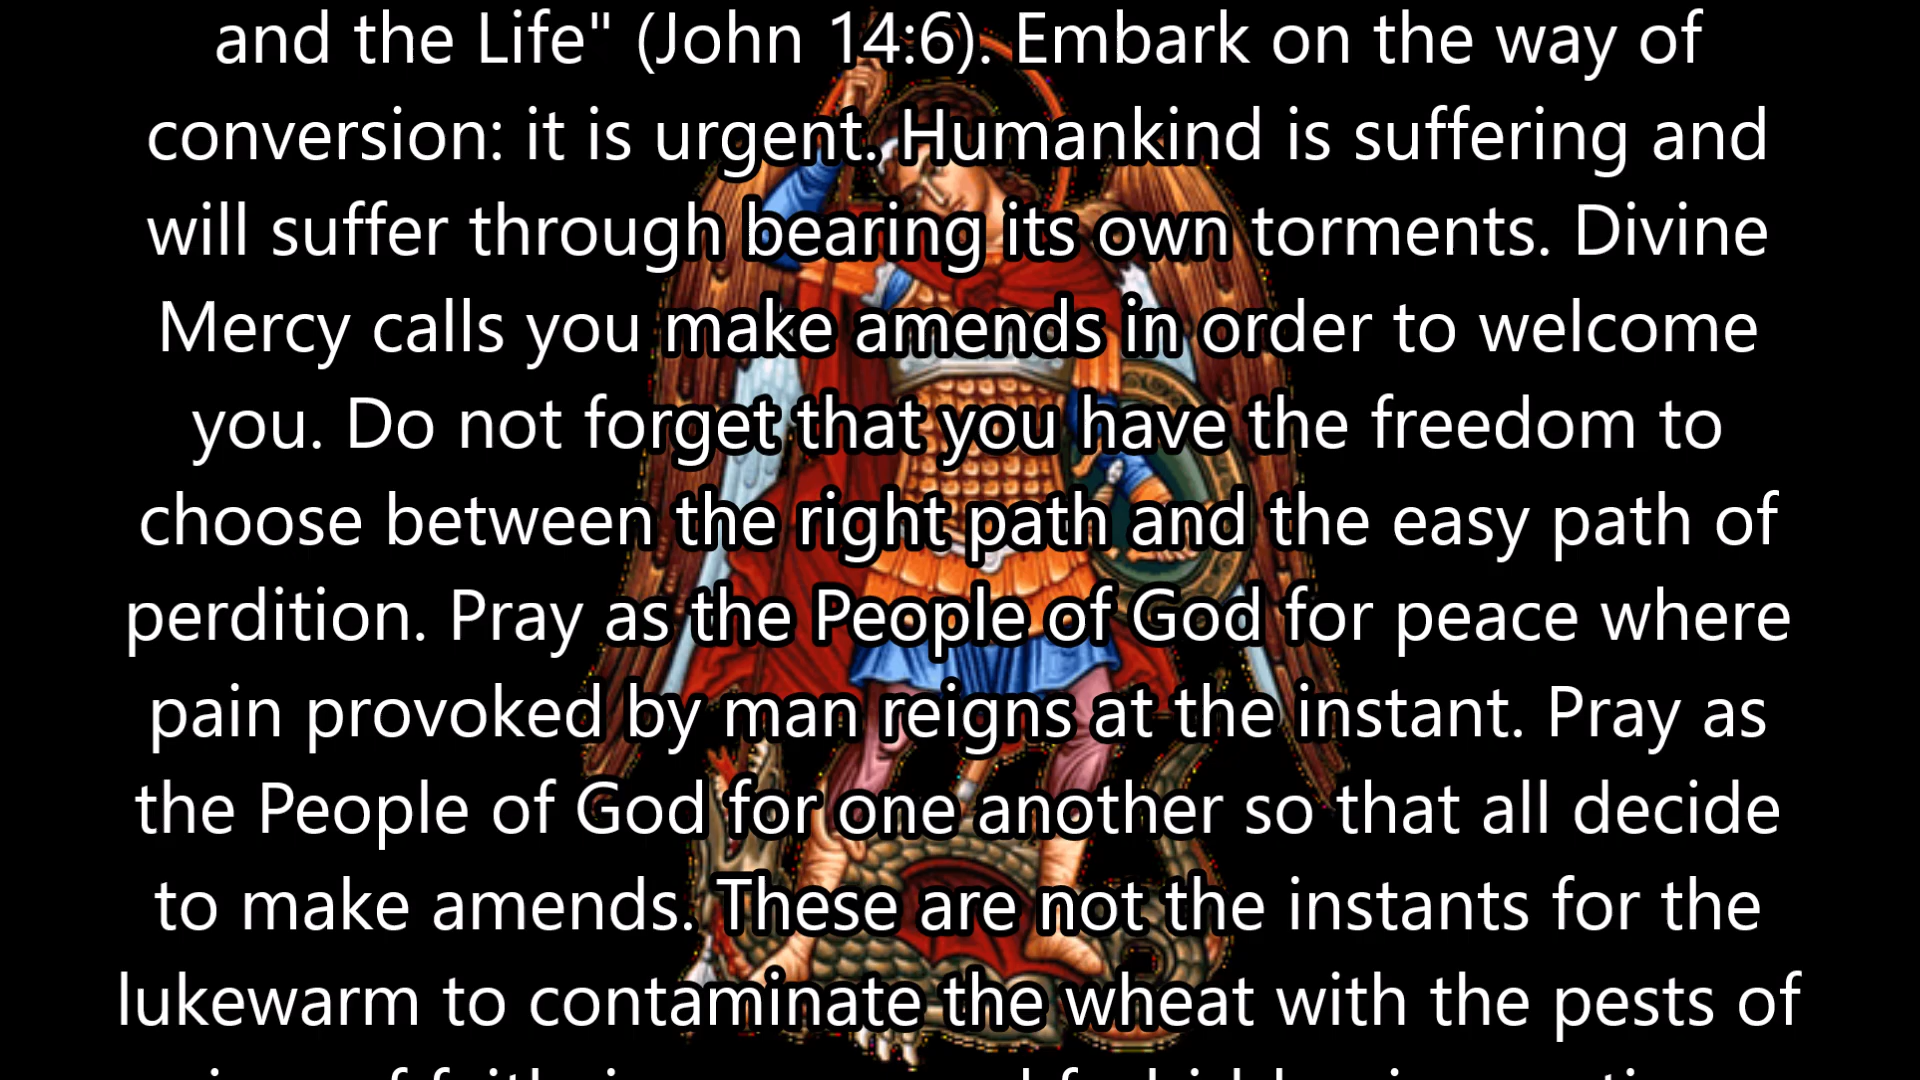 and the Life" (John 14:6). Embark on the way of
conversion: it is urgent. Humankind is suffering and
will suffer through bearing its own torments. Divine
Mercy calls you make amends in order to welcome
you. Do not forget that you have the freedom to
choose between the right path and the easy path of
perdition. Pray as the People of God for peace where
pain provoked by man reigns at the instant. Pray as
the People of God for one another so that all decide
to make amends. These are not the instants for the
lukewarm to contaminate the wheat with the pests of